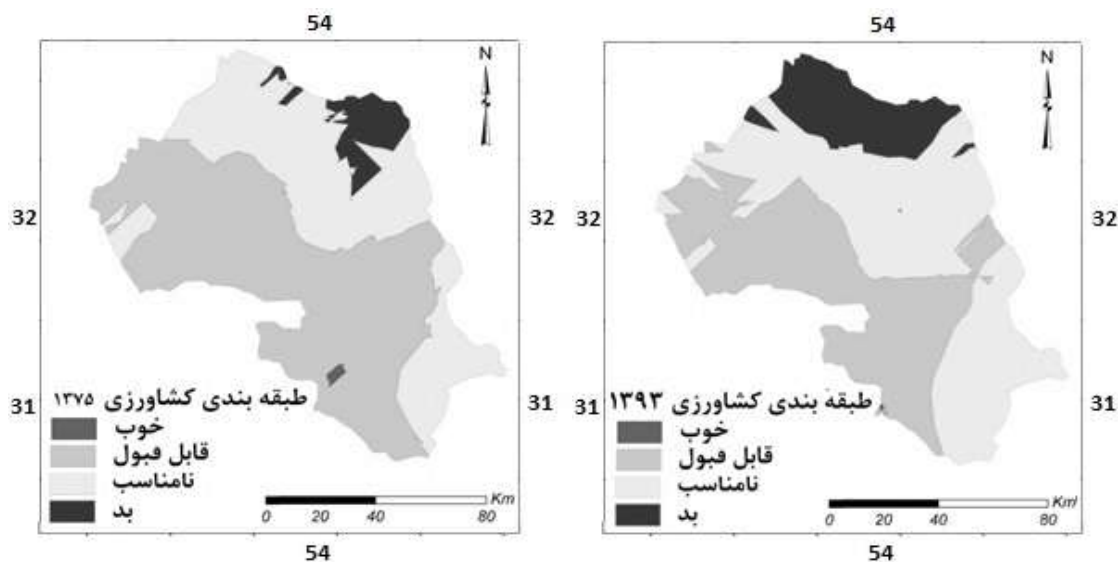 54
N
32
31
طبقه بندی کشاورزی ۱۳۷۵
خوب
قابل قبول
نامناسب
بد
Km
0 20 40 80
54
54
N
32
32
31
31
طبقه بندی کشاورزی ۱۳۹۳
خوب
قابل قبول
نامناسب
بد
Km
0 20 40 80
54